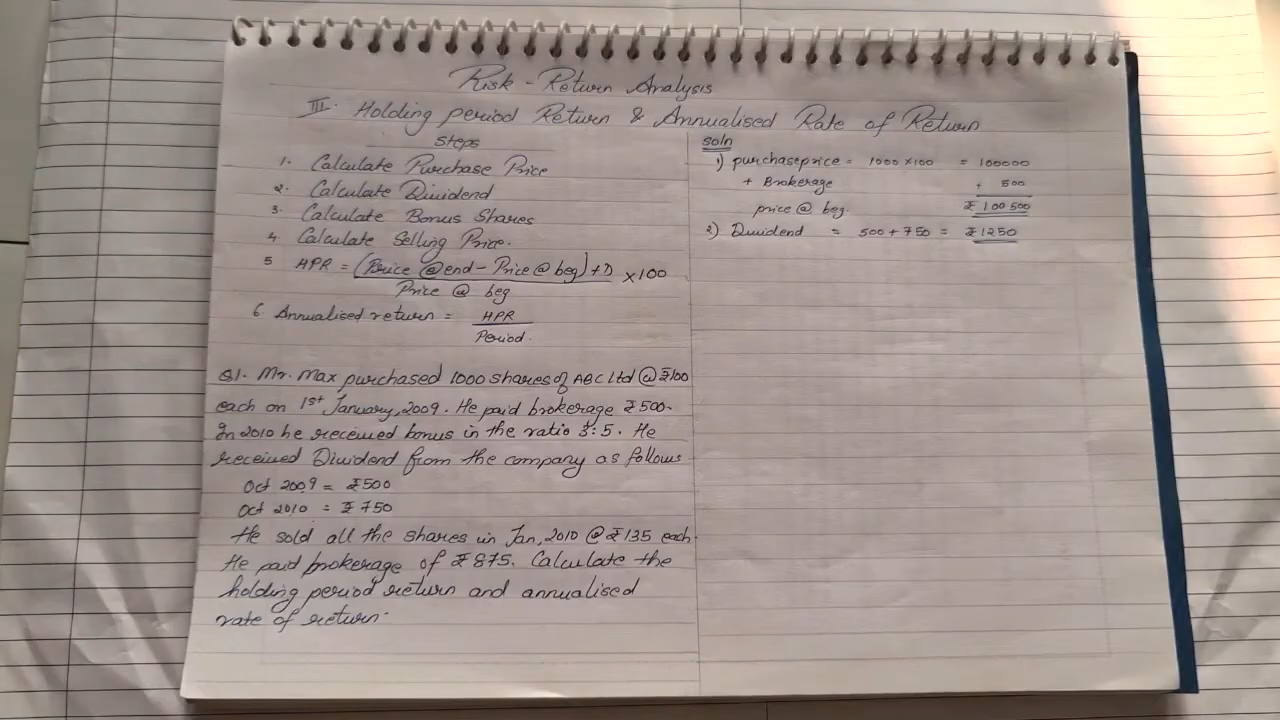 Risk - Return Analysis
III. Holding period Return & Annualised Rate of Return
Steps
1. Calculate Purchase Price
2. Calculate Dividend
3. Calculate Bonus Shares
4. Calculate Selling Price.
5 HPR = (Price @ end - Price @ beg) + D × 100
Price @ beg
6. Annualised return = HPR
Period.
Q1. Mr. Max purchased 1000 shares of ABC Ltd @ ₹100
each on 1st January, 2009. He paid brokerage ₹500.
In 2010 he received bonus in the ratio 3:5. He
received Dividend from the company as follows
Oct 2009 = ₹500
Oct 2010 = ₹750
He sold all the shares in Jan, 2010 @ ₹135 each.
He paid brokerage of ₹875. Calculate the
holding period return and annualised
rate of return.
Soln
1) purchase price = 1000 × 100 = 100000
+ Brokerage + 500
price @ beg. ₹ 100 500
2) Dividend = 500 + 750 = ₹1250